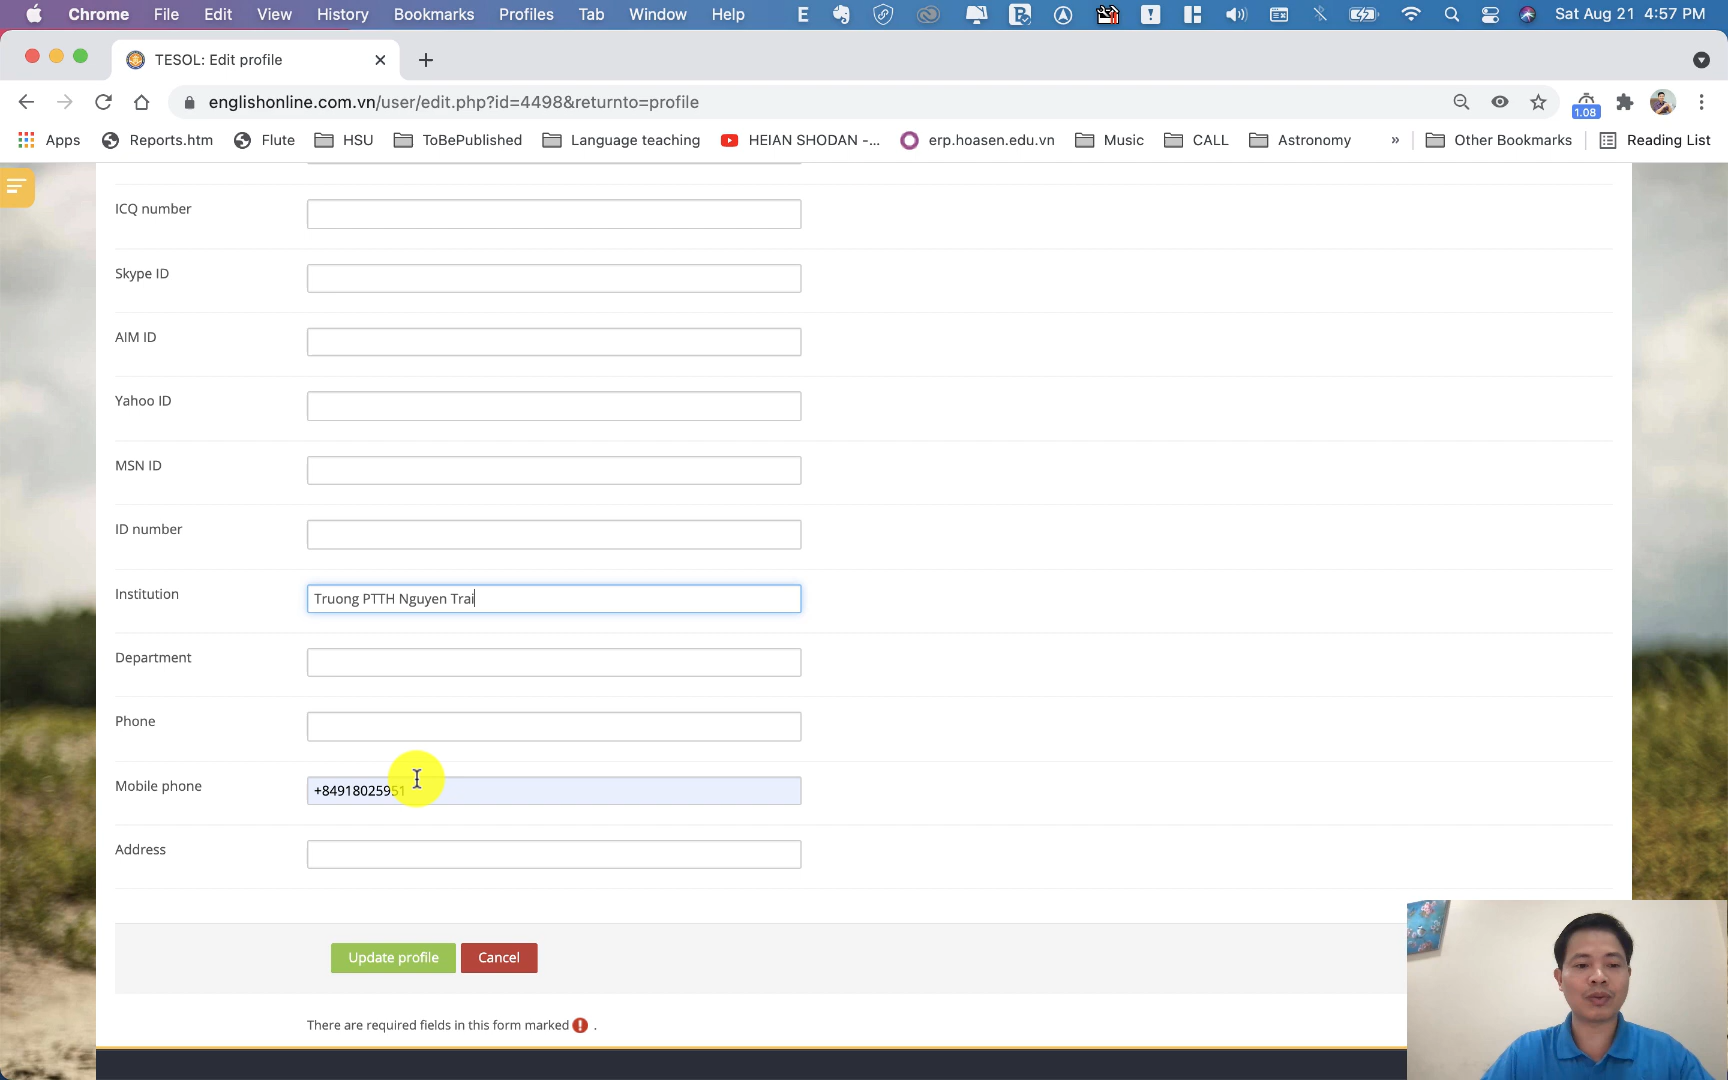 Chrome File Edit View History Bookmarks Profiles Tab Window Help Sat Aug 21 4:57 PM
TESOL: Edit profile
englishonline.com.vn/user/edit.php?id=4498&returnto=profile
1.08
Apps Reports.htm Flute HSU ToBePublished Language teaching HEIAN SHODAN -... erp.hoasen.edu.vn Music CALL Astronomy » Other Bookmarks Reading List
ICQ number
Skype ID
AIM ID
Yahoo ID
MSN ID
ID number
Institution Truong PTTH Nguyen Trai
Department
Phone
Mobile phone +84918025951
Address
Update profile Cancel
There are required fields in this form marked .